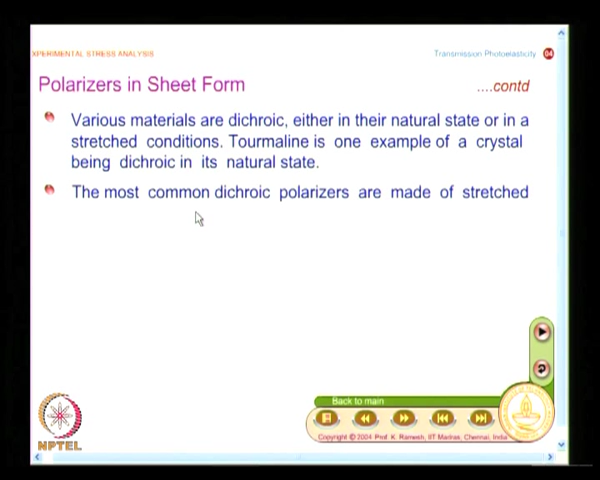 XPERIMENTAL STRESS ANALYSIS
Transmission Photoelasticity 04
Polarizers in Sheet Form
....contd
Various materials are dichroic, either in their natural state or in a
stretched conditions. Tourmaline is one example of a crystal
being dichroic in its natural state.
The most common dichroic polarizers are made of stretched
Back to main
Copyright © 2004 Prof. K. Ramesh, IIT Madras, Chennai, India
NPTEL